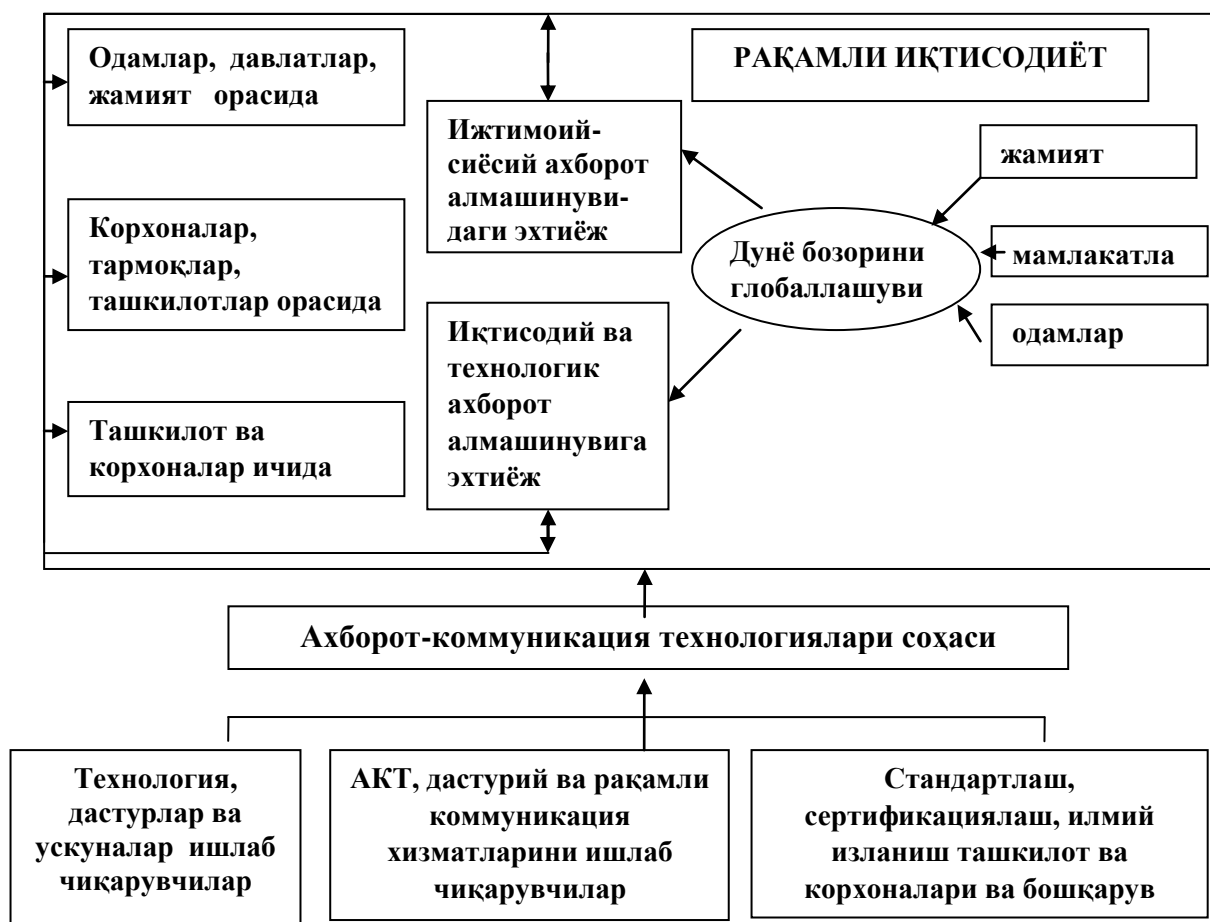 Одамлар, давлатлар,
жамият орасида
РАҚАМЛИ ИҚТИСОДИЁТ
Ижтимоий-
сиёсий ахборот
алмашинуви-
даги эхтиёж
жамият
Корхоналар,
тармоқлар,
ташкилотлар орасида
Дунё бозорини
глобаллашуви
мамлакатла
одамлар
Иқтисодий ва
технологик
ахборот
алмашинувига
эхтиёж
Ташкилот ва
корхоналар ичида
Ахборот-коммуникация технологиялари соҳаси
Технология,
дастурлар ва
ускуналар ишлаб
чиқарувчилар
АКТ, дастурий ва рақамли
коммуникация
хизматларини ишлаб
чиқарувчилар
Стандартлаш,
сертификациялаш, илмий
изланиш ташкилот ва
корхоналари ва бошқарув